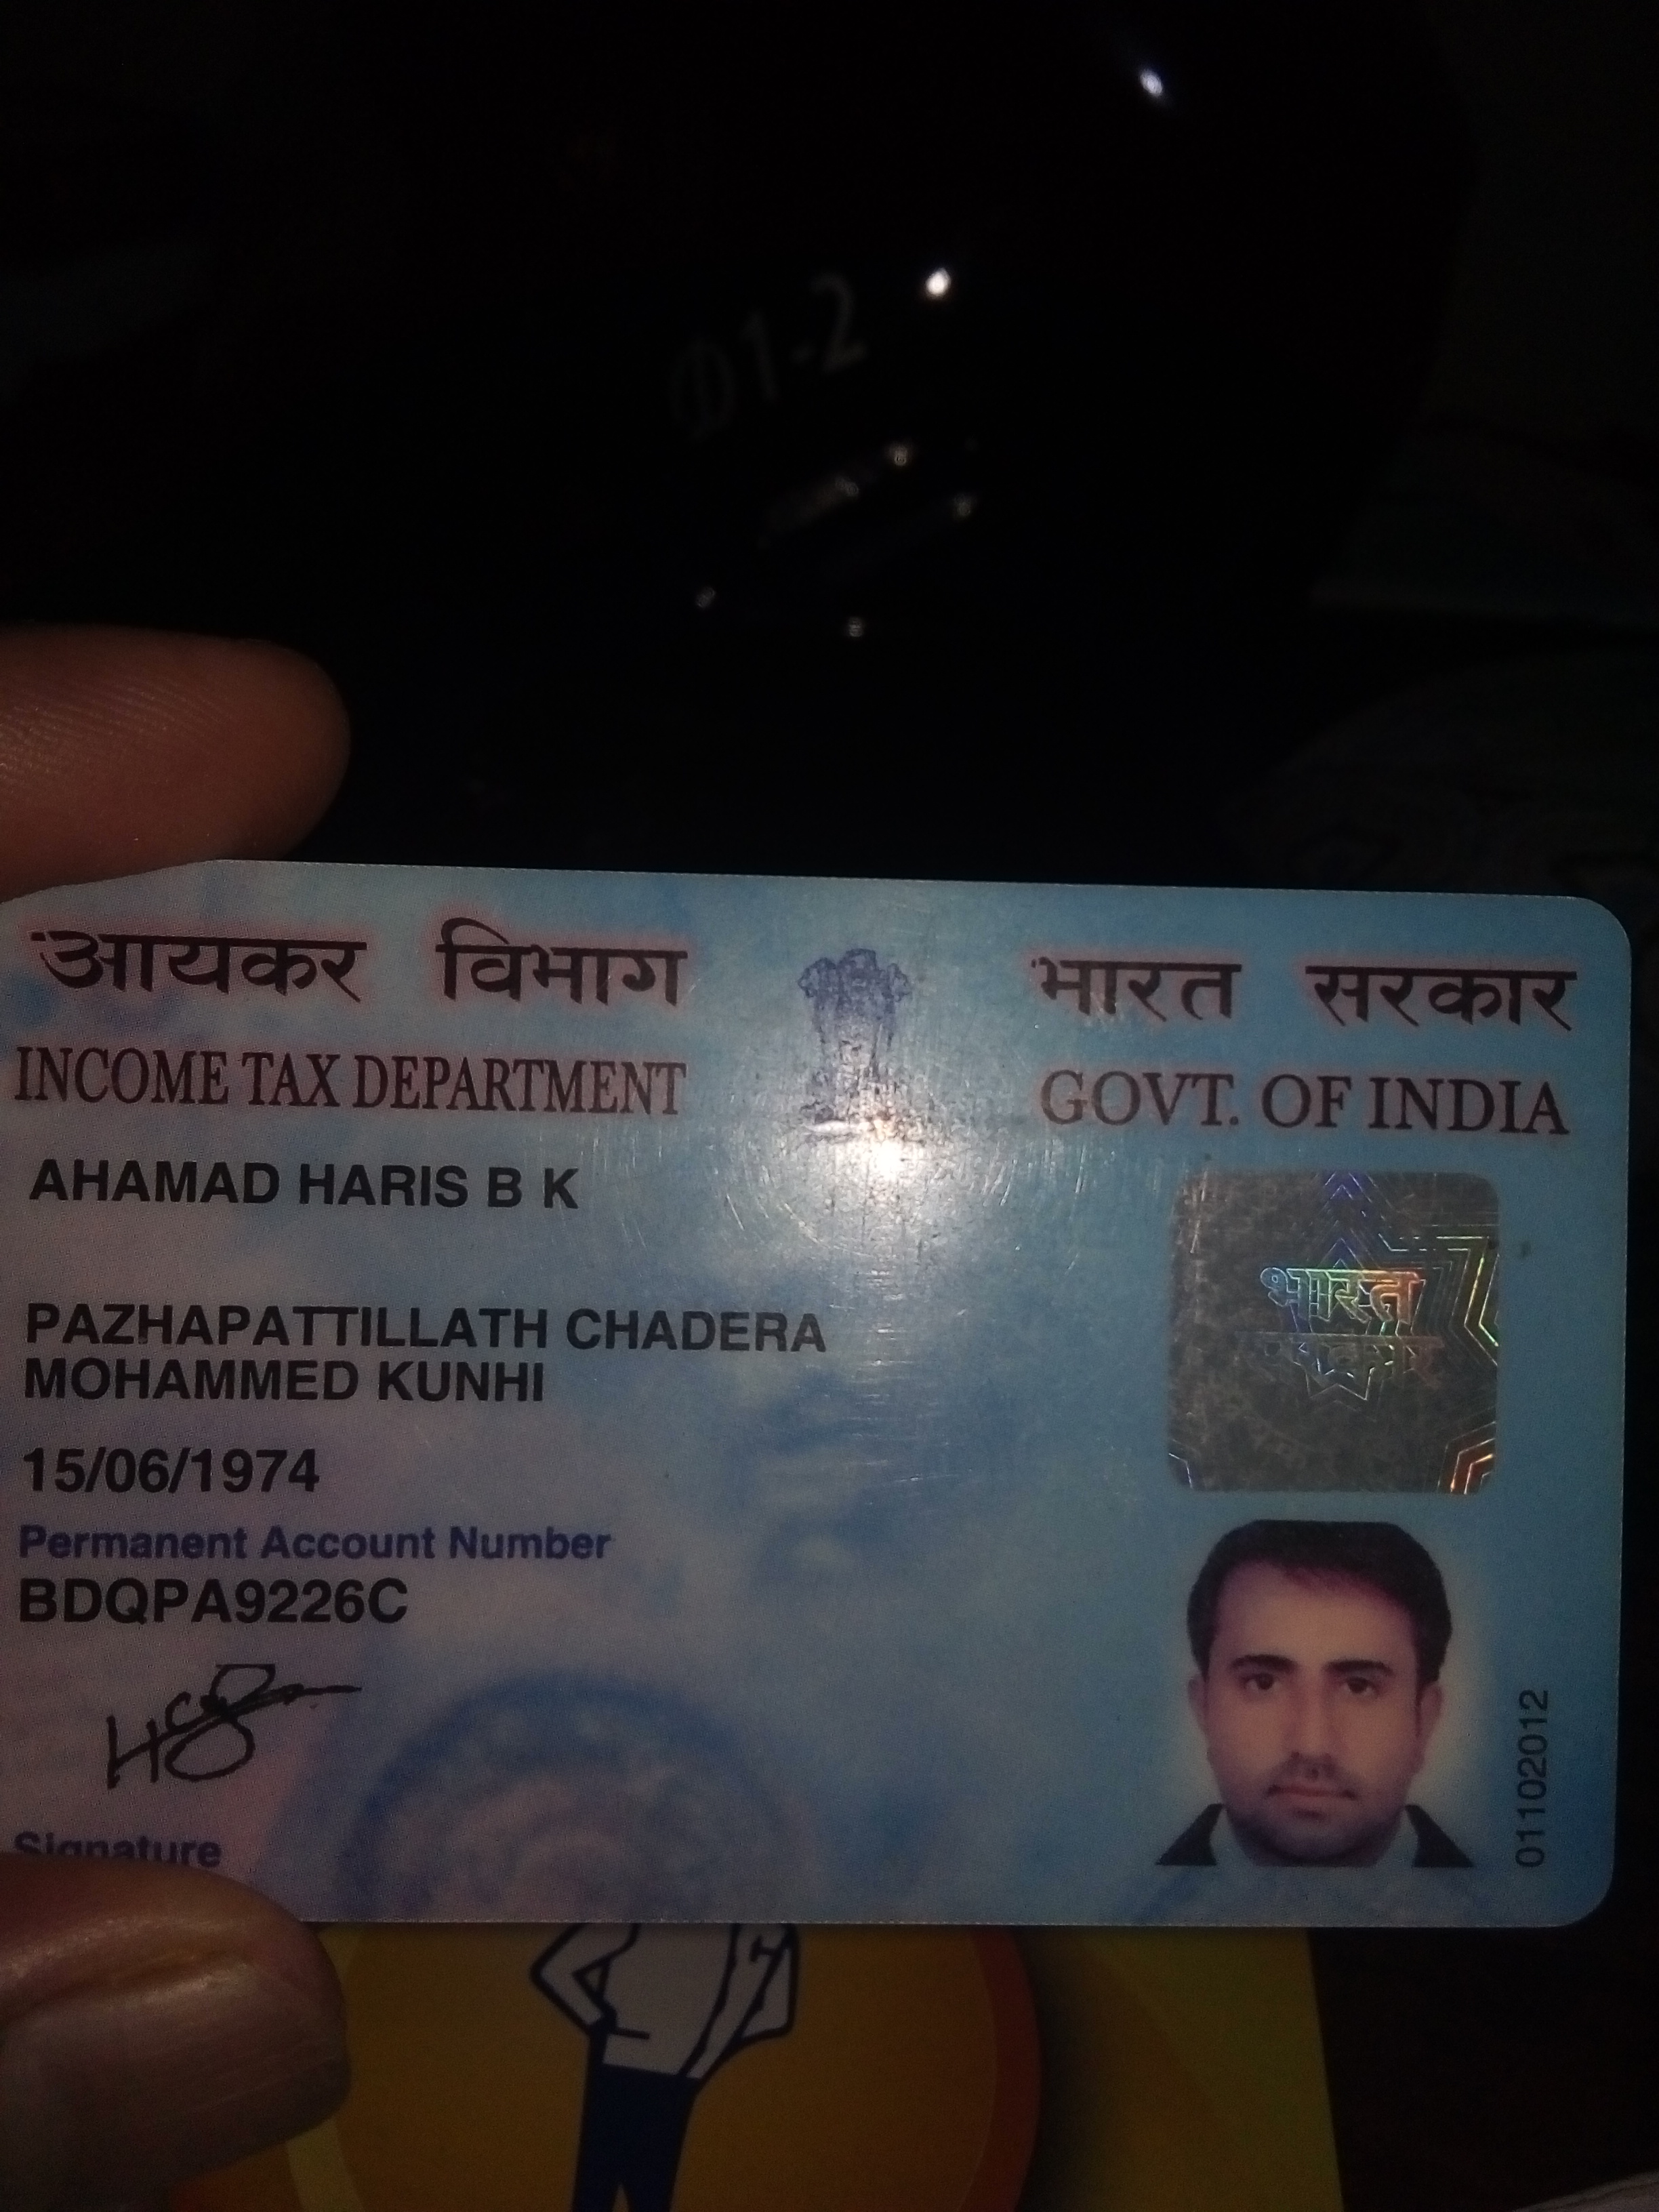 Φ1-2
आयकर विभाग
INCOME TAX DEPARTMENT
भारत सरकार
GOVT. OF INDIA
AHAMAD HARIS B K
PAZHAPATTILLATH CHADERA
MOHAMMED KUNHI
15/06/1974
Permanent Account Number
BDQPA9226C
Signature
भारत
सरकार
01102012